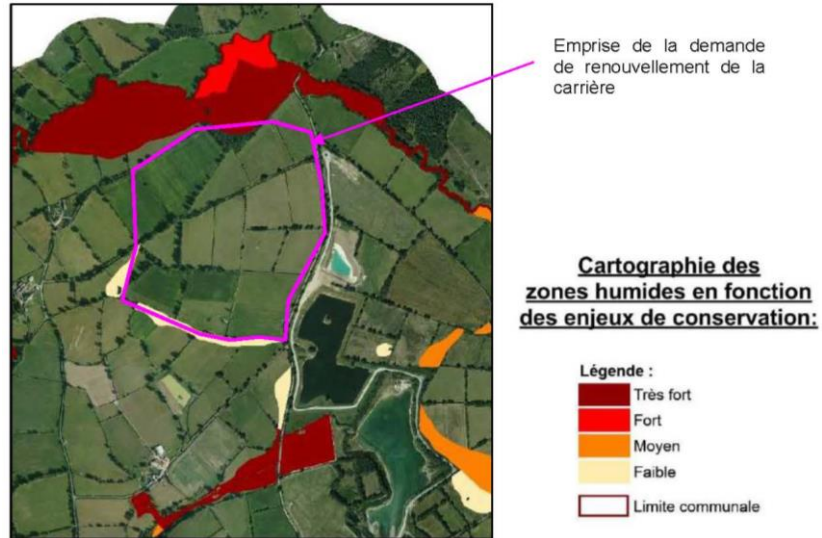 Emprise de la demande
de renouvellement de la
carrière
Cartographie des
zones humides en fonction
des enjeux de conservation:
Légende :
Très fort
Fort
Moyen
Faible
Limite communale